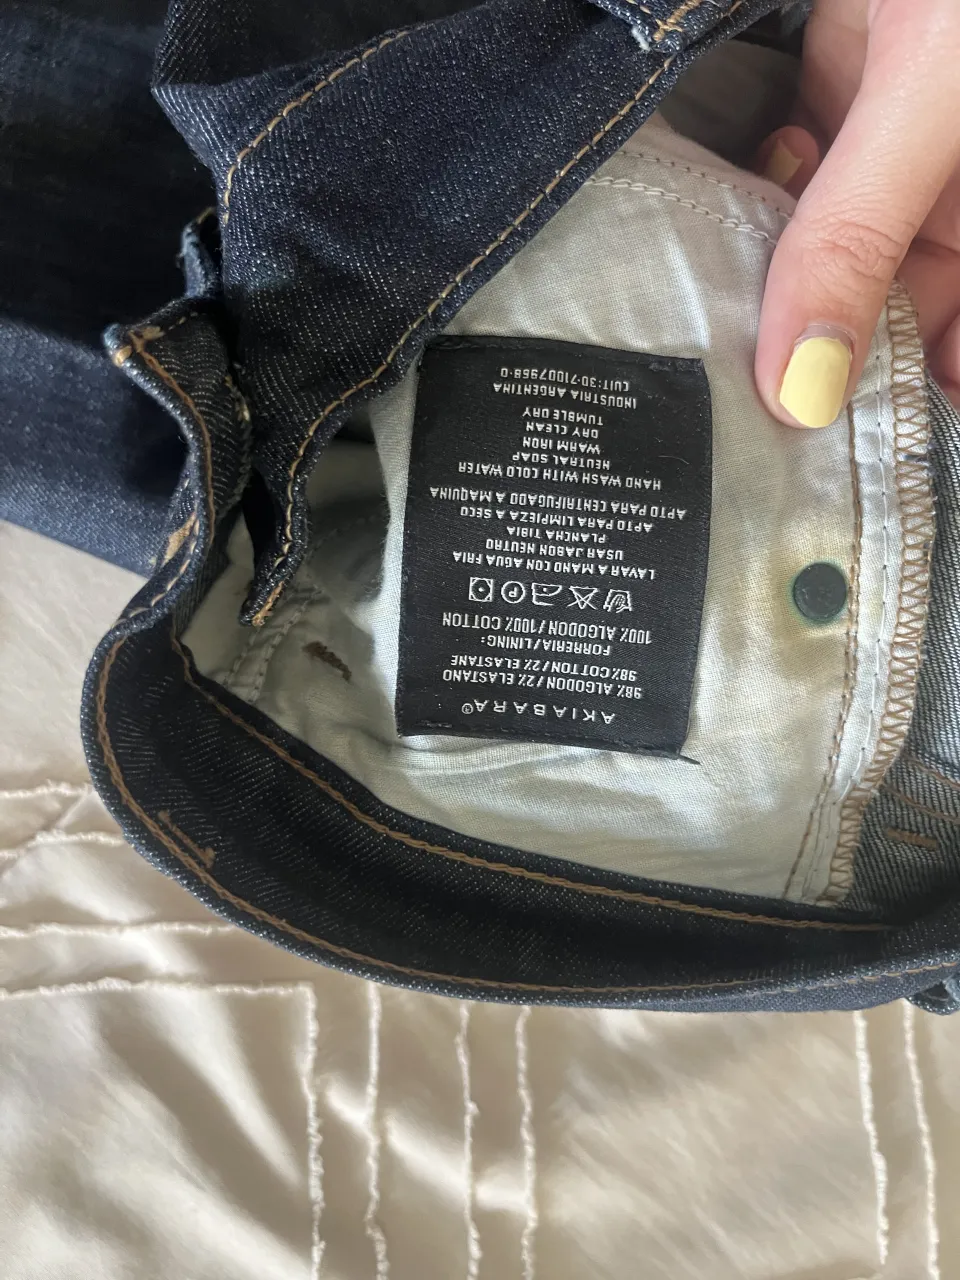 AKIABARA®
98% ALGODON / 2% ELASTANO
98% COTTON / 2% ELASTANE
FORRERIA/LINING:
100% ALGODON / 100% COTTON
LAVAR A MANO CON AGUA FRIA
USAR JABON NEUTRO
PLANCHA TIBIA
APTO PARA LIMPIEZA A SECO
APTO PARA CENTRIFUGADO A MAQUINA
HAND WASH WITH COLD WATER
NEUTRAL SOAP
WARM IRON
DRY CLEAN
TUMBLE DRY
INDUSTRIA ARGENTINA
CUIT:30-71007958-0